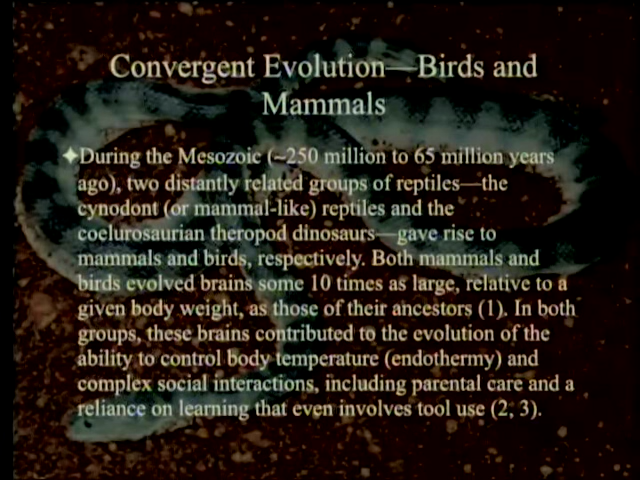 Convergent Evolution—Birds and
Mammals
✦During the Mesozoic (~250 million to 65 million years
ago), two distantly related groups of reptiles—the
cynodont (or mammal-like) reptiles and the
coelurosaurian theropod dinosaurs—gave rise to
mammals and birds, respectively. Both mammals and
birds evolved brains some 10 times as large, relative to a
given body weight, as those of their ancestors (1). In both
groups, these brains contributed to the evolution of the
ability to control body temperature (endothermy) and
complex social interactions, including parental care and a
reliance on learning that even involves tool use (2, 3).